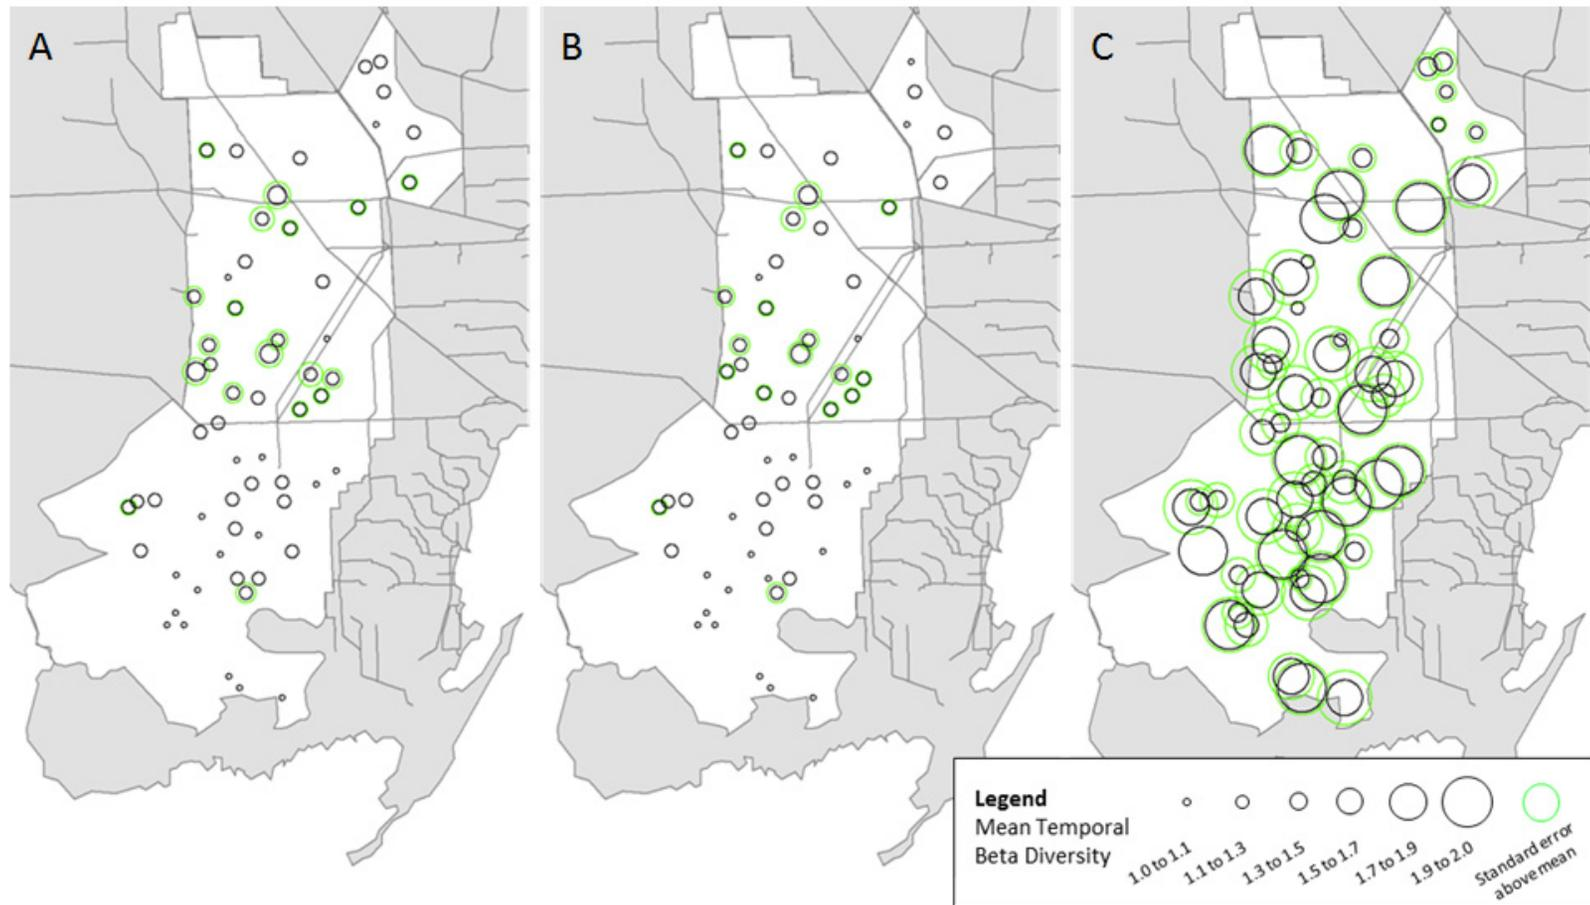 A
B
C
Legend
Mean Temporal
Beta Diversity
1.0 to 1.1
1.1 to 1.3
1.3 to 1.5
1.5 to 1.7
1.7 to 1.9
1.9 to 2.0
Standard error
above mean